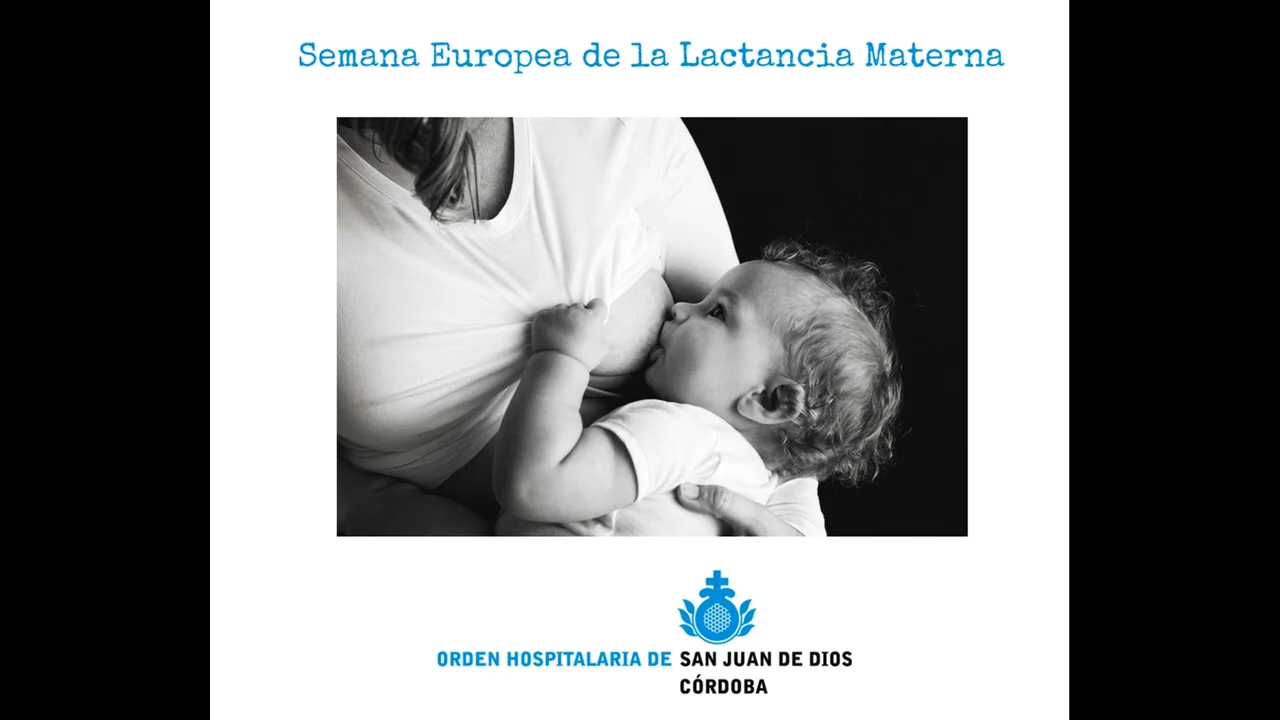 Semana Europea de la Lactancia Materna
ORDEN HOSPITALARIA DE SAN JUAN DE DIOS
CÓRDOBA